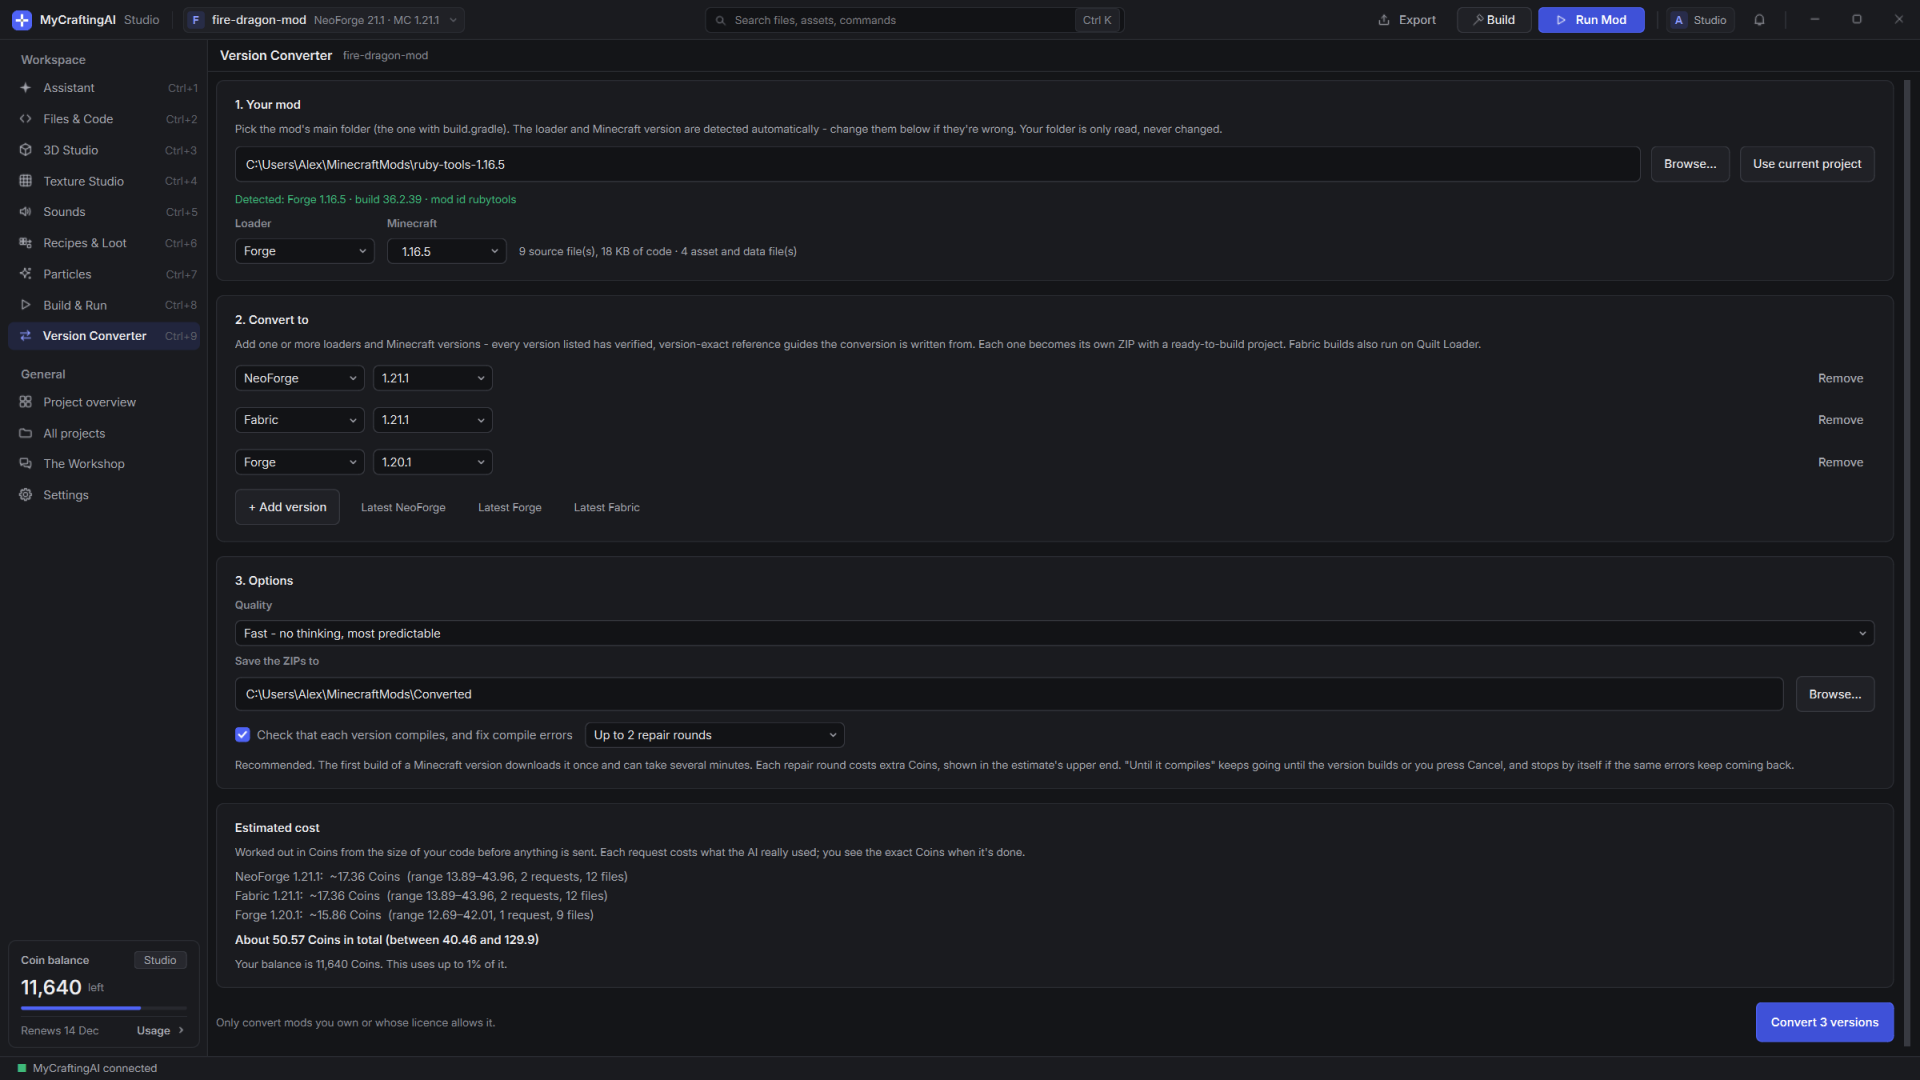 MyCraftingAI Studio
F fire-dragon-mod NeoForge 21.1 · MC 1.21.1
Search files, assets, commands Ctrl K
Export
Build
Run Mod
A Studio
Workspace
Assistant Ctrl+1
Files & Code Ctrl+2
3D Studio Ctrl+3
Texture Studio Ctrl+4
Sounds Ctrl+5
Recipes & Loot Ctrl+6
Particles Ctrl+7
Build & Run Ctrl+8
Version Converter Ctrl+9
General
Project overview
All projects
The Workshop
Settings
Coin balance Studio
11,640 left
Renews 14 Dec Usage
MyCraftingAI connected
Version Converter fire-dragon-mod
1. Your mod
Pick the mod's main folder (the one with build.gradle). The loader and Minecraft version are detected automatically - change them below if they're wrong. Your folder is only read, never changed.
C:\Users\Alex\MinecraftMods\ruby-tools-1.16.5 Browse... Use current project
Detected: Forge 1.16.5 · build 36.2.39 · mod id rubytools
Loader Minecraft
Forge 1.16.5 9 source file(s), 18 KB of code · 4 asset and data file(s)
2. Convert to
Add one or more loaders and Minecraft versions - every version listed has verified, version-exact reference guides the conversion is written from. Each one becomes its own ZIP with a ready-to-build project. Fabric builds also run on Quilt Loader.
NeoForge 1.21.1 Remove
Fabric 1.21.1 Remove
Forge 1.20.1 Remove
+ Add version Latest NeoForge Latest Forge Latest Fabric
3. Options
Quality
Fast - no thinking, most predictable
Save the ZIPs to
C:\Users\Alex\MinecraftMods\Converted Browse...
Check that each version compiles, and fix compile errors Up to 2 repair rounds
Recommended. The first build of a Minecraft version downloads it once and can take several minutes. Each repair round costs extra Coins, shown in the estimate's upper end. "Until it compiles" keeps going until the version builds or you press Cancel, and stops by itself if the same errors keep coming back.
Estimated cost
Worked out in Coins from the size of your code before anything is sent. Each request costs what the AI really used; you see the exact Coins when it's done.
NeoForge 1.21.1: ~17.36 Coins (range 13.89–43.96, 2 requests, 12 files)
Fabric 1.21.1: ~17.36 Coins (range 13.89–43.96, 2 requests, 12 files)
Forge 1.20.1: ~15.86 Coins (range 12.69–42.01, 1 request, 9 files)
About 50.57 Coins in total (between 40.46 and 129.9)
Your balance is 11,640 Coins. This uses up to 1% of it.
Only convert mods you own or whose licence allows it.
Convert 3 versions